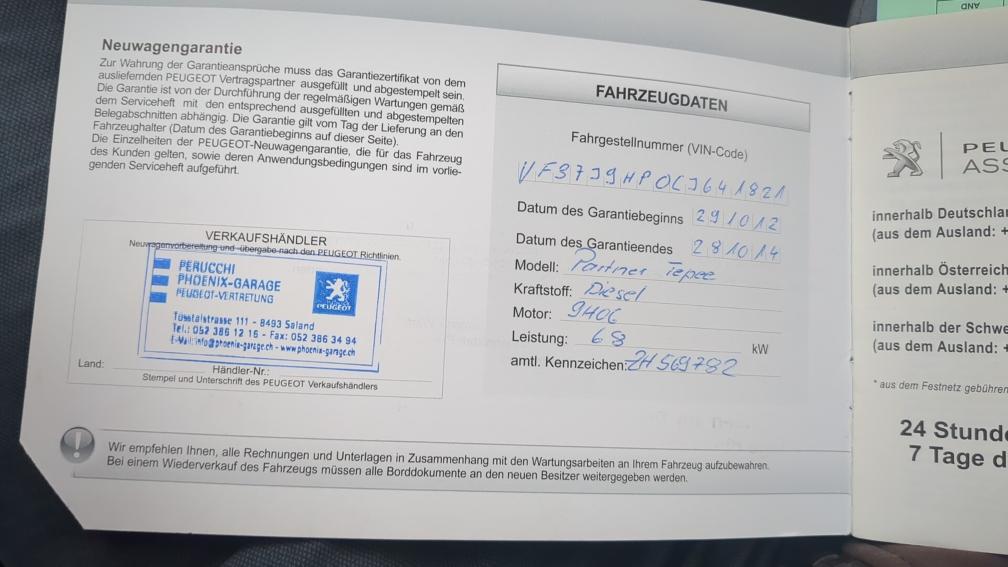 Neuwagengarantie
Zur Wahrung der Garantieansprüche muss das Garantiezertifikat von dem
ausliefernden PEUGEOT Vertragspartner ausgefüllt und abgestempelt sein.
Die Garantie ist von der Durchführung der regelmäßigen Wartungen gemäß
dem Serviceheft mit den entsprechend ausgefüllten und abgestempelten
Belegabschnitten abhängig. Die Garantie gilt vom Tag der Lieferung an den
Fahrzeughalter (Datum des Garantiebeginns auf dieser Seite).
Die Einzelheiten der PEUGEOT-Neuwagengarantie, die für das Fahrzeug
des Kunden gelten, sowie deren Anwendungsbedingungen sind im vorlie-
genden Serviceheft aufgeführt.
VERKAUFSHÄNDLER
Neuwagenvorbereitung und -übergabe nach den PEUGEOT Richtlinien.
PERUCCHI
PHOENIX-GARAGE
PEUGEOT-VERTRETUNG
PEUGEOT
Tösstalstrasse 111 - 8493 Saland
Tel.: 052 386 12 16 - Fax: 052 386 34 94
E-Mail: info@phoenix-garage.ch - www.phoenix-garage.ch
Land: Händler-Nr.:
Stempel und Unterschrift des PEUGEOT Verkaufshändlers
FAHRZEUGDATEN
Fahrgestellnummer (VIN-Code)
VF37J9HP0CJ641821
Datum des Garantiebeginns 291012
Datum des Garantieendes 281014
Modell: Partner Tepee
Kraftstoff: Diesel
Motor: 9H06
Leistung: 68 kW
amtl. Kennzeichen: ZH 569782
Wir empfehlen Ihnen, alle Rechnungen und Unterlagen in Zusammenhang mit den Wartungsarbeiten an Ihrem Fahrzeug aufzubewahren.
Bei einem Wiederverkauf des Fahrzeugs müssen alle Borddokumente an den neuen Besitzer weitergegeben werden.
AND
PEU
ASS
innerhalb Deutschla
(aus dem Ausland: +
innerhalb Österreich
(aus dem Ausland: +
innerhalb der Schwe
(aus dem Ausland: +
* aus dem Festnetz gebühren
24 Stunde
7 Tage d